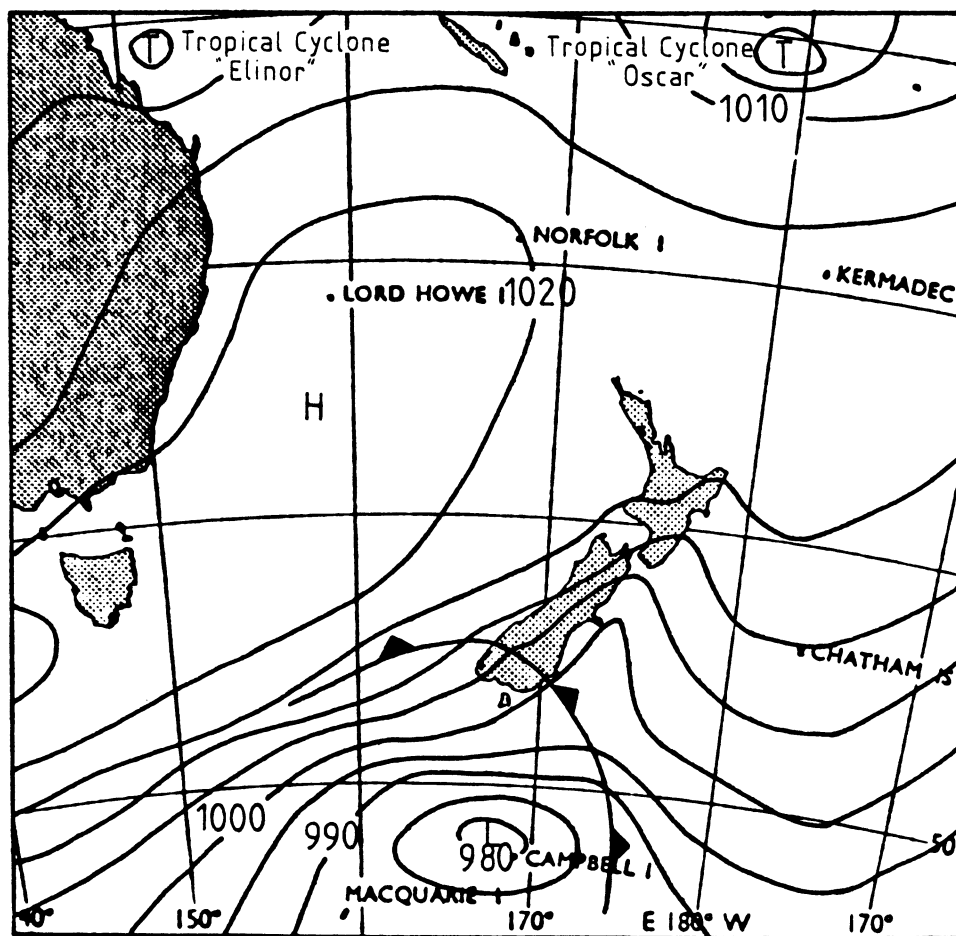 T
Tropical Cyclone
"Elinor"
Tropical Cyclone
"Oscar"
T
1010
NORFOLK I
LORD HOWE I
1020
KERMADEC
H
CHATHAM IS
1000
990
980
L
CAMPBELL I
50
MACQUARIE I
40°
150°
170°
E 180° W
170°